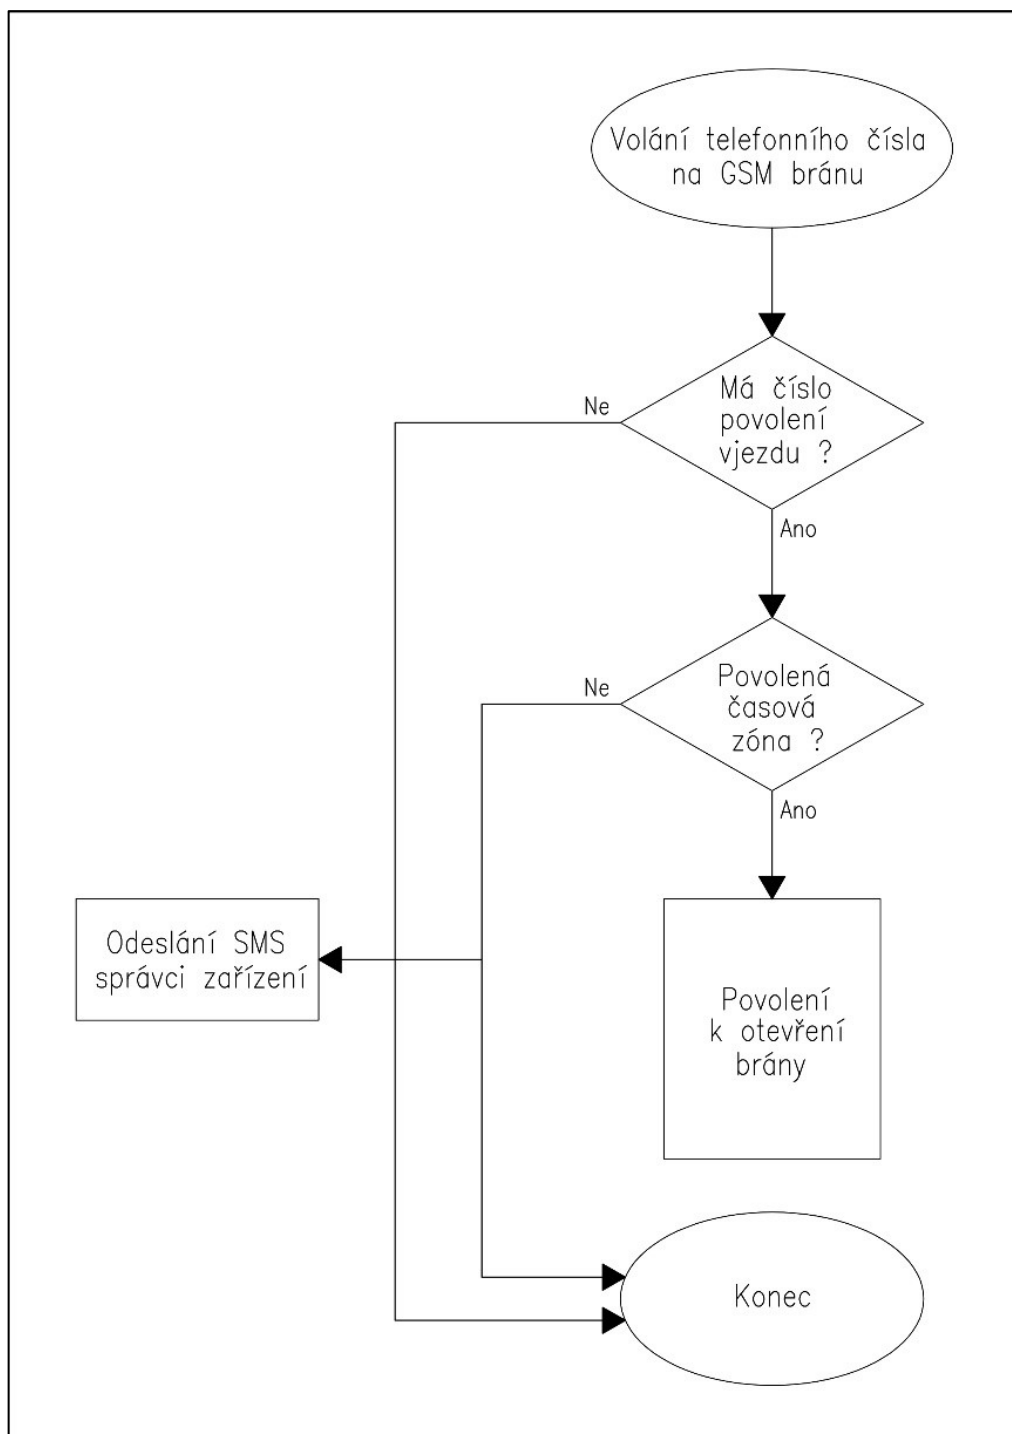 Volání telefonního čísla
na GSM bránu
Má číslo
povolení
vjezdu ?
Ne
Ano
Povolená
časová
zóna ?
Ne
Ano
Odeslání SMS
správci zařízení
Povolení
k otevření
brány
Konec